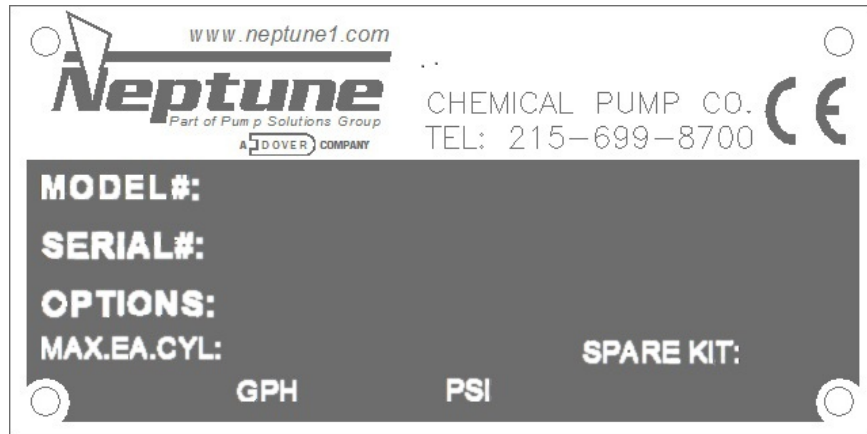 www.neptune1.com
Neptune
Part of Pump Solutions Group
A DOVER COMPANY
CHEMICAL PUMP CO.
TEL: 215-699-8700
CE
MODEL#:
SERIAL#:
OPTIONS:
MAX.EA.CYL: SPARE KIT:
GPH PSI